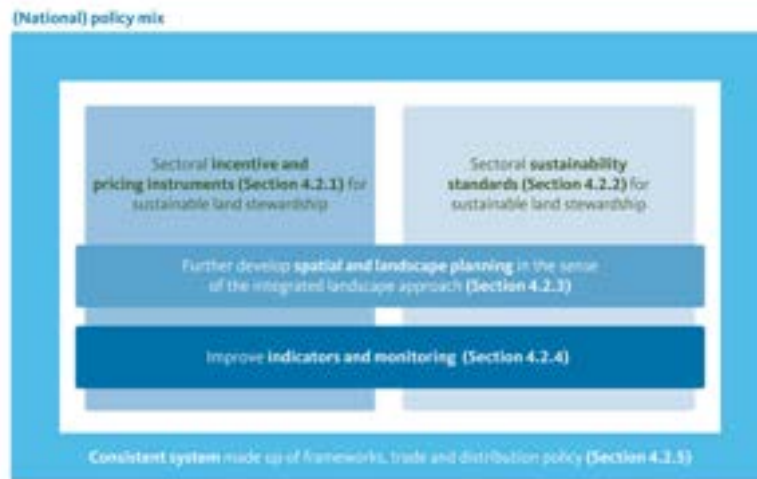 (National) policy mix
Sectoral incentive and
pricing instruments (Section 4.2.1) for
sustainable land stewardship
Sectoral sustainability
standards (Section 4.2.2) for
sustainable land stewardship
Further develop spatial and landscape planning in the sense
of the integrated landscape approach (Section 4.2.3)
Improve indicators and monitoring (Section 4.2.4)
Consistent system made up of frameworks, trade and distribution policy (Section 4.2.5)